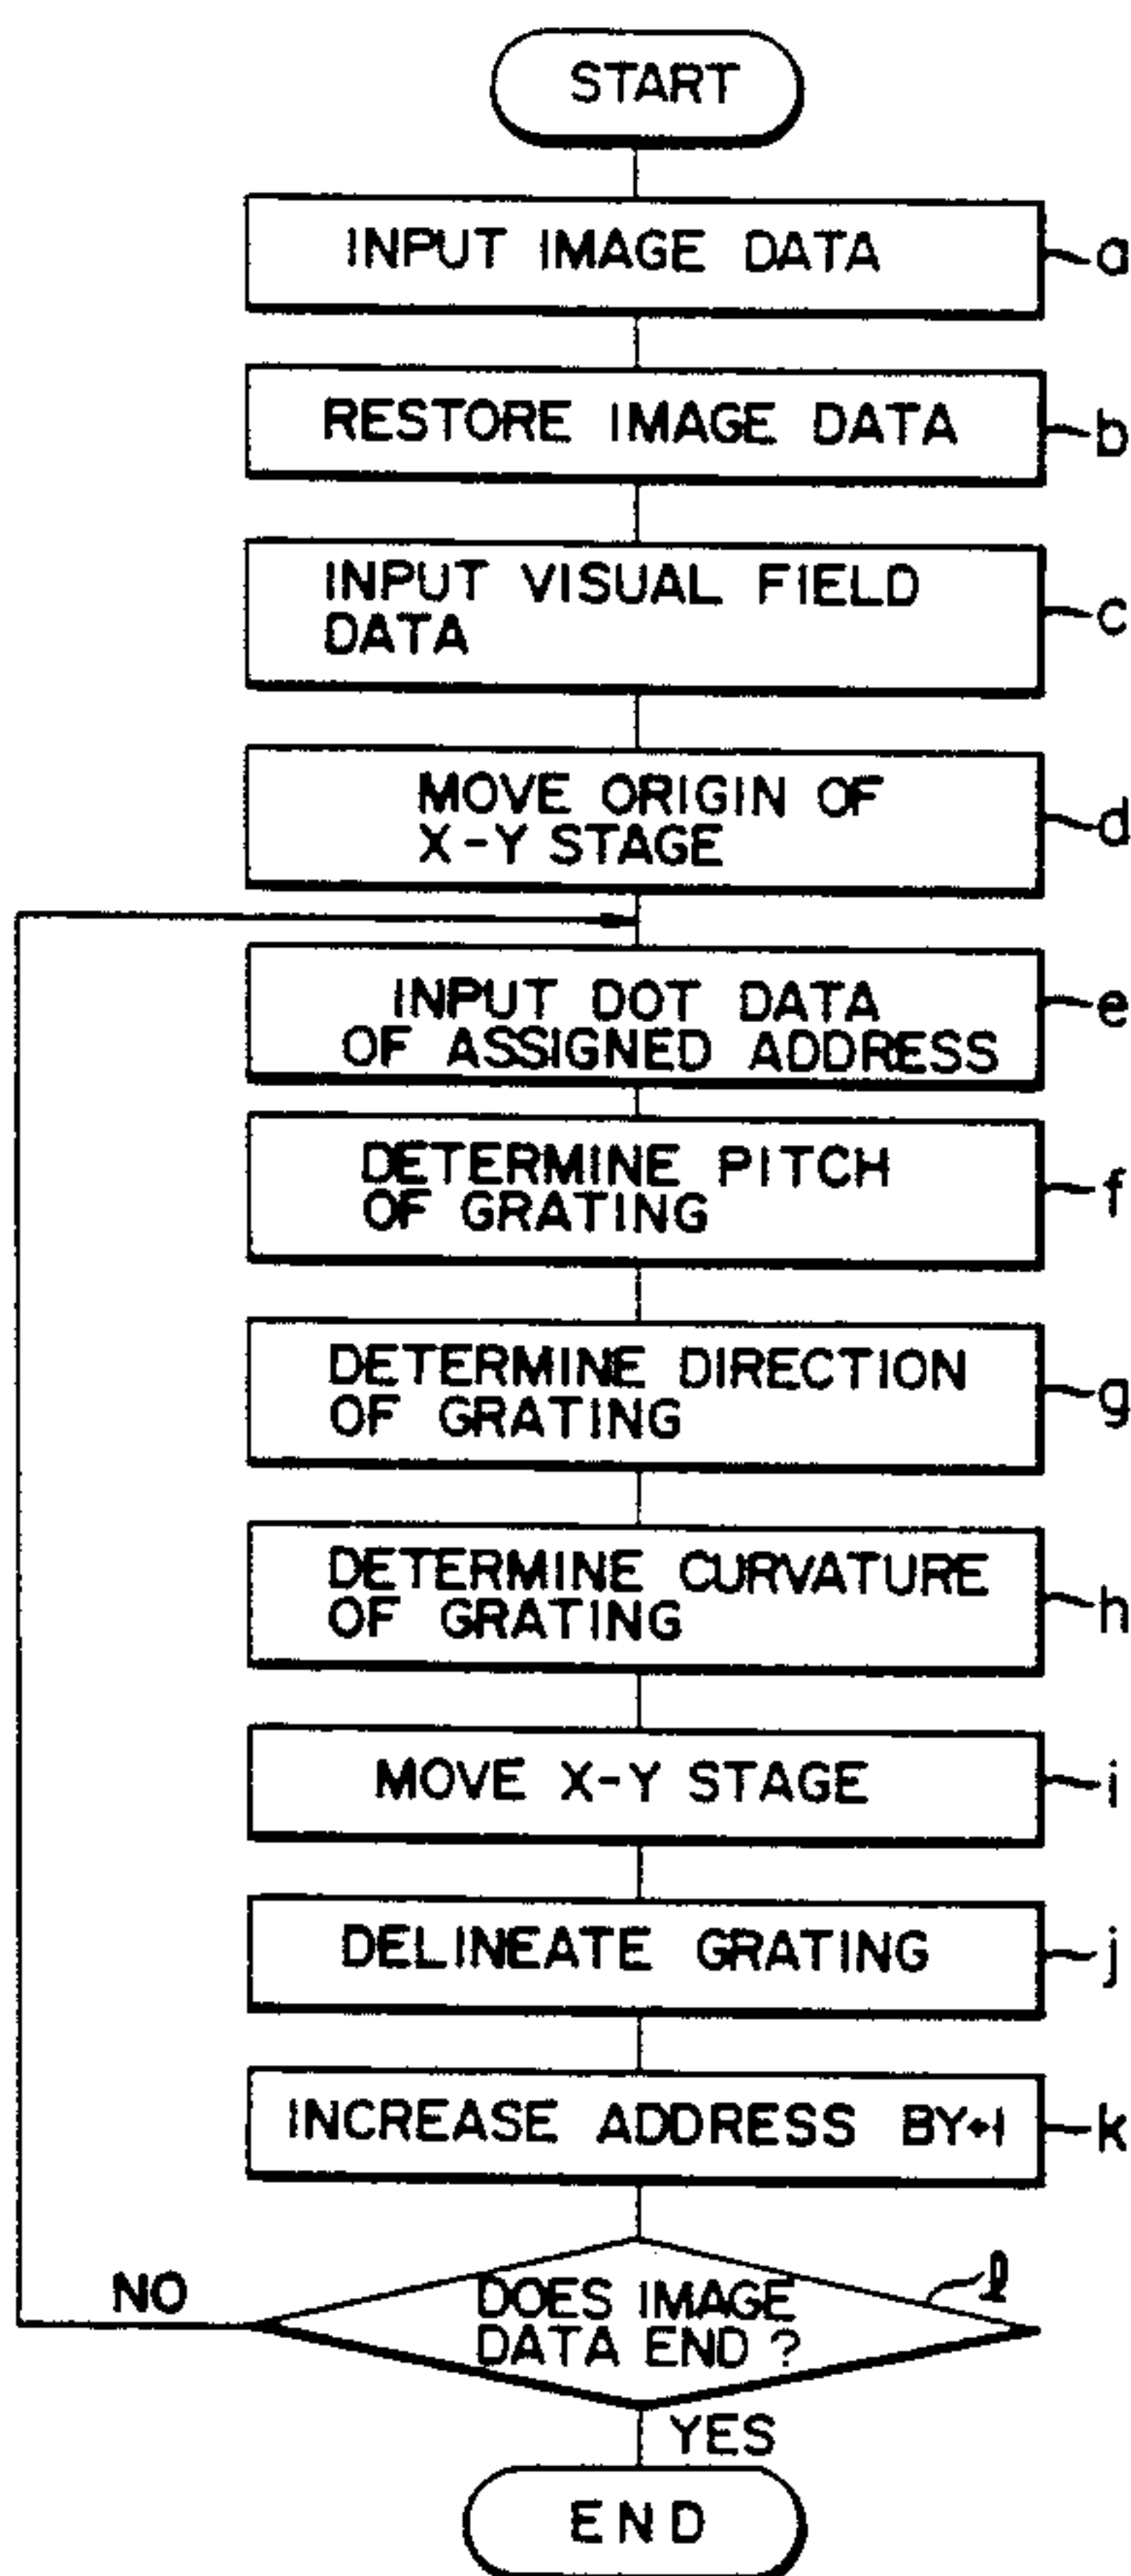 START
INPUT IMAGE DATA
a
RESTORE IMAGE DATA
b
INPUT VISUAL FIELD
DATA
c
MOVE ORIGIN OF
X-Y STAGE
d
INPUT DOT DATA
OF ASSIGNED ADDRESS
e
DETERMINE PITCH
OF GRATING
f
DETERMINE DIRECTION
OF GRATING
g
DETERMINE CURVATURE
OF GRATING
h
MOVE X-Y STAGE
i
DELINEATE GRATING
j
INCREASE ADDRESS BY+1
k
DOES IMAGE
DATA END ?
l
NO
YES
END